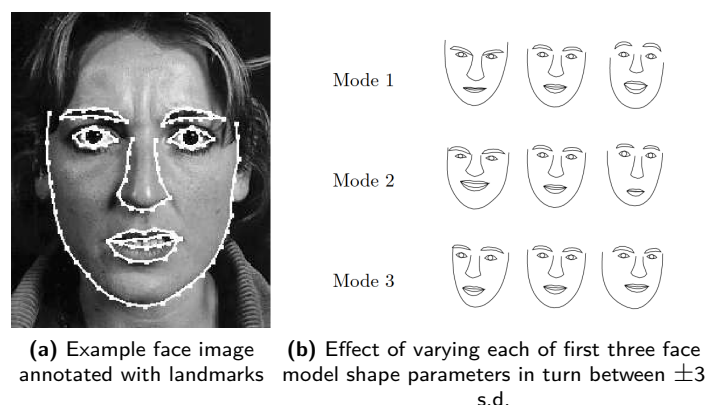 Mode 1
Mode 2
Mode 3
(a) Example face image
annotated with landmarks
(b) Effect of varying each of first three face
model shape parameters in turn between ±3
s.d.